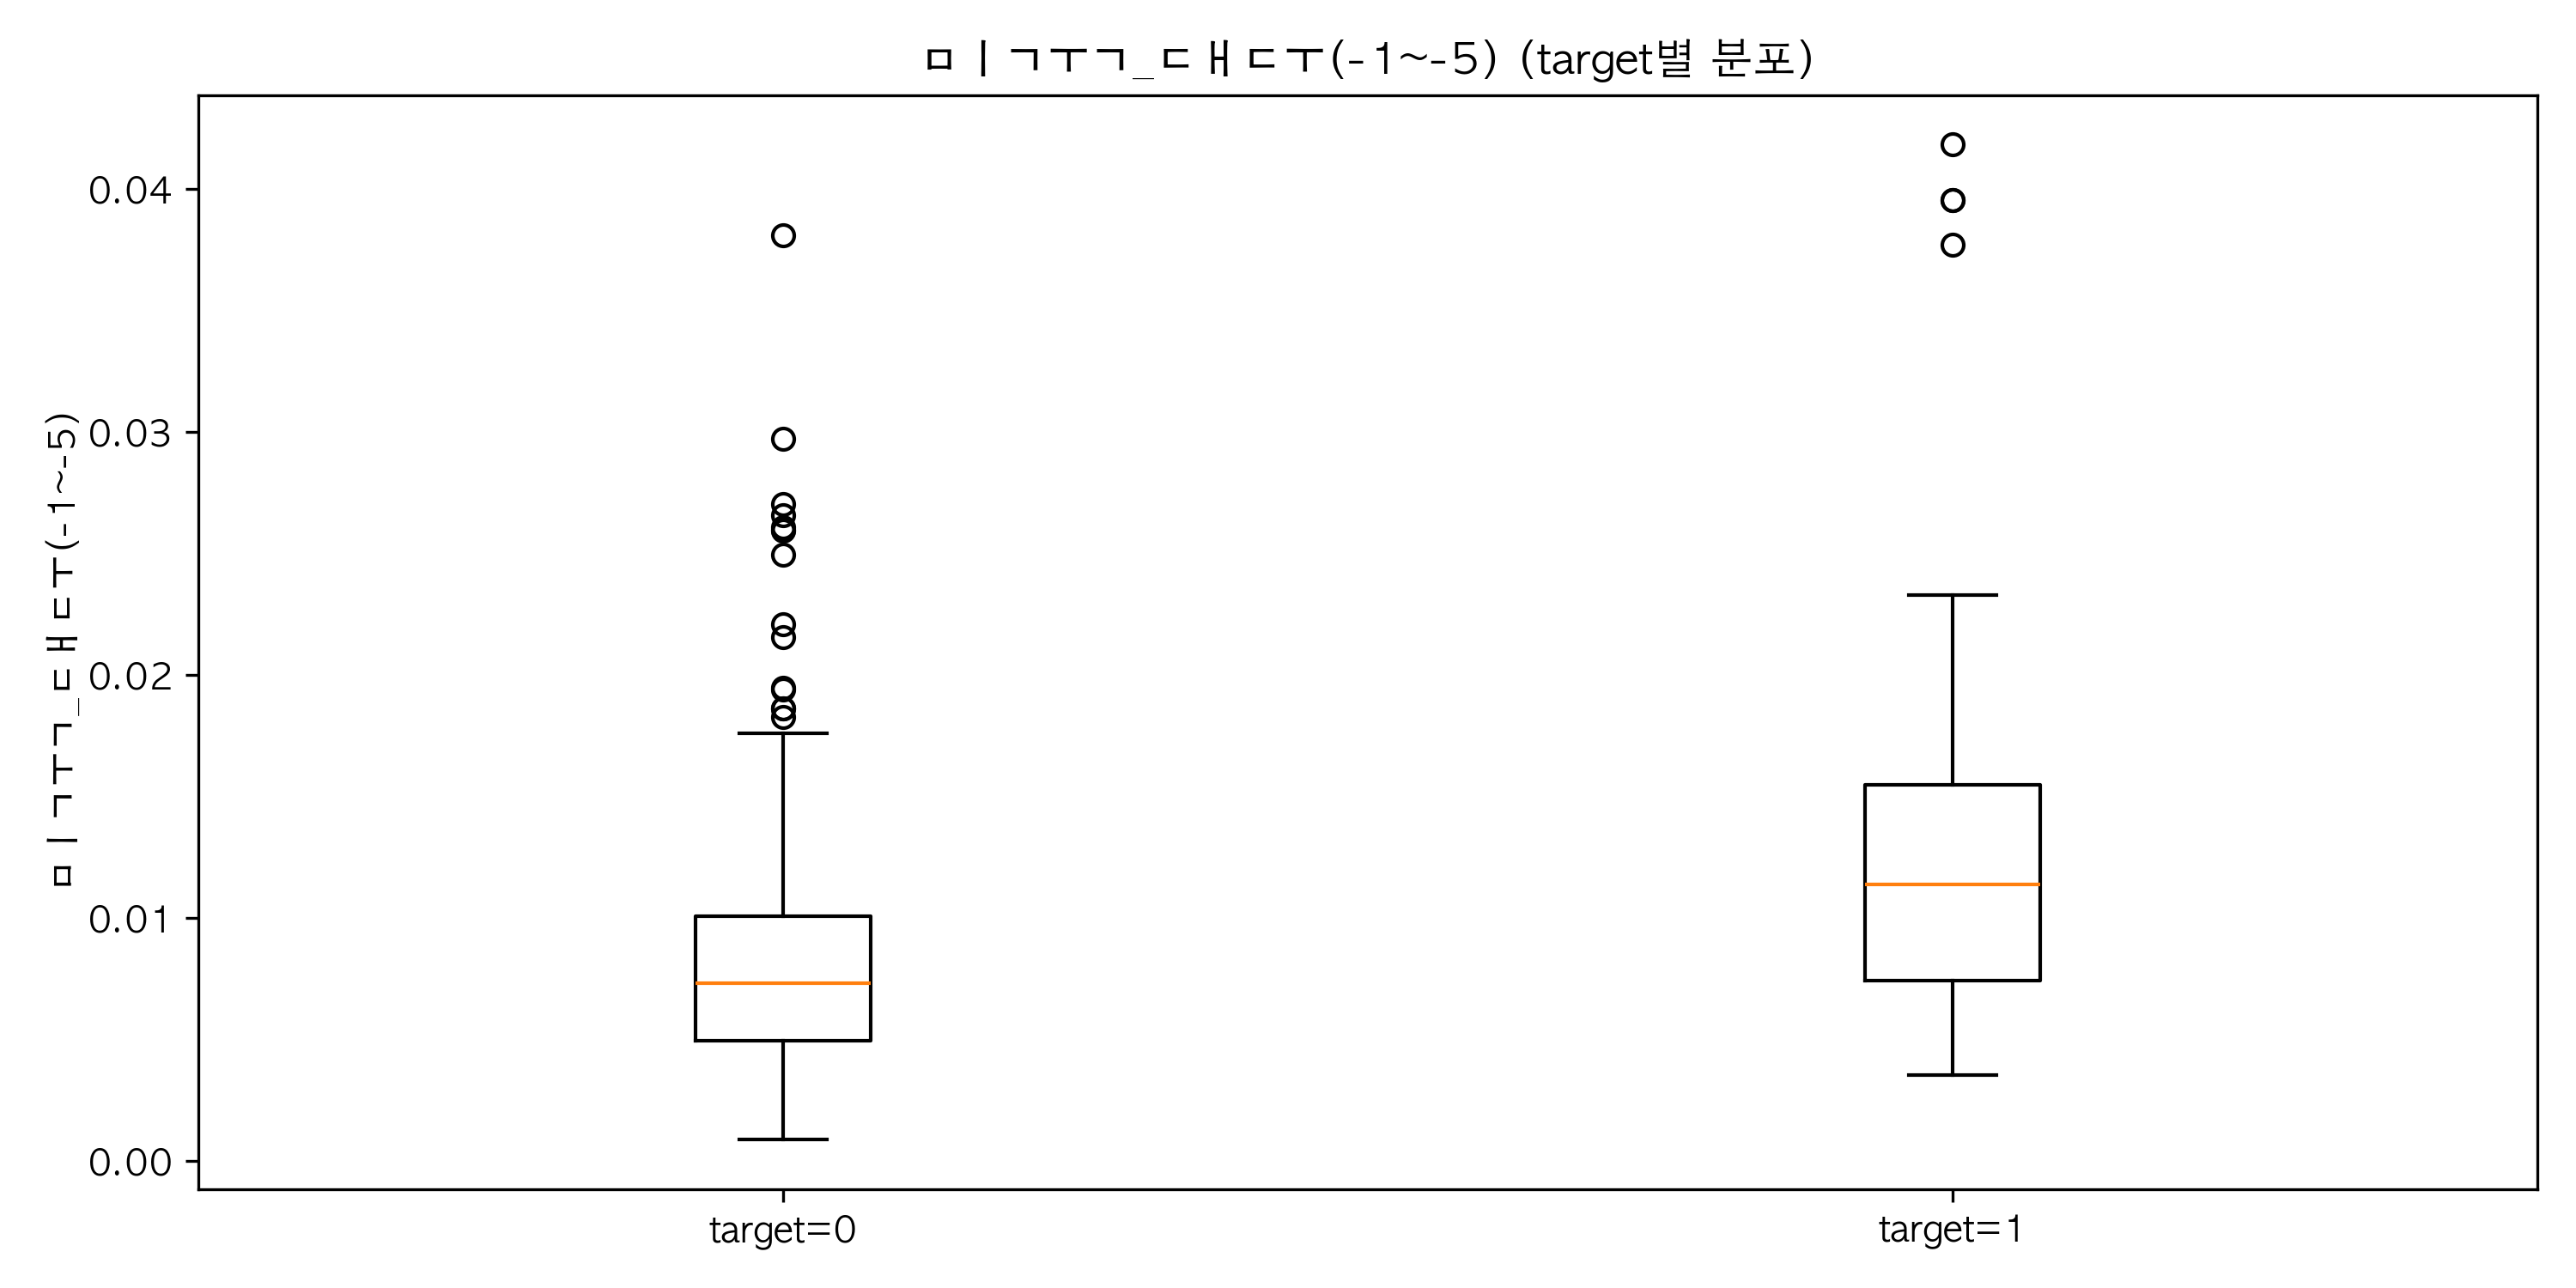 ㅁㅣㄱㅜㄱ_ㄷㅐㄷㅜ(-1~-5) (target별 분포)
ㅁㅣㄱㅜㄱ_ㄷㅐㄷㅜ(-1~-5)
0.04
0.03
0.02
0.01
0.00
target=0
target=1